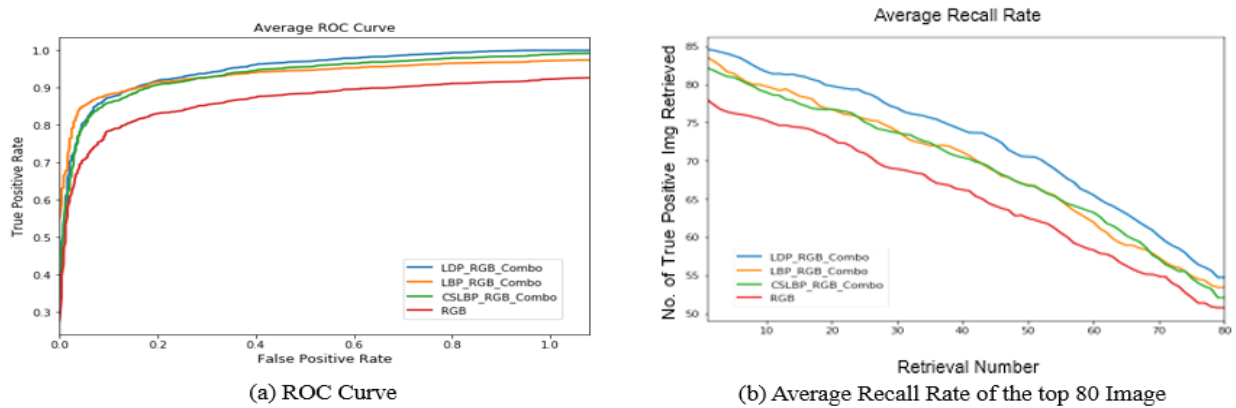 Average ROC Curve
True Positive Rate
1.0
0.9
0.8
0.7
0.6
0.5
0.4
0.3
LDP_RGB_Combo
LBP_RGB_Combo
CSLBP_RGB_Combo
RGB
0.0 0.2 0.4 0.6 0.8 1.0
False Positive Rate
(a) ROC Curve
Average Recall Rate
No. of True Positive Img Retrieved
85
80
75
70
65
60
55
50
LDP_RGB_Combo
LBP_RGB_Combo
CSLBP_RGB_Combo
RGB
10 20 30 40 50 60 70 80
Retrieval Number
(b) Average Recall Rate of the top 80 Image